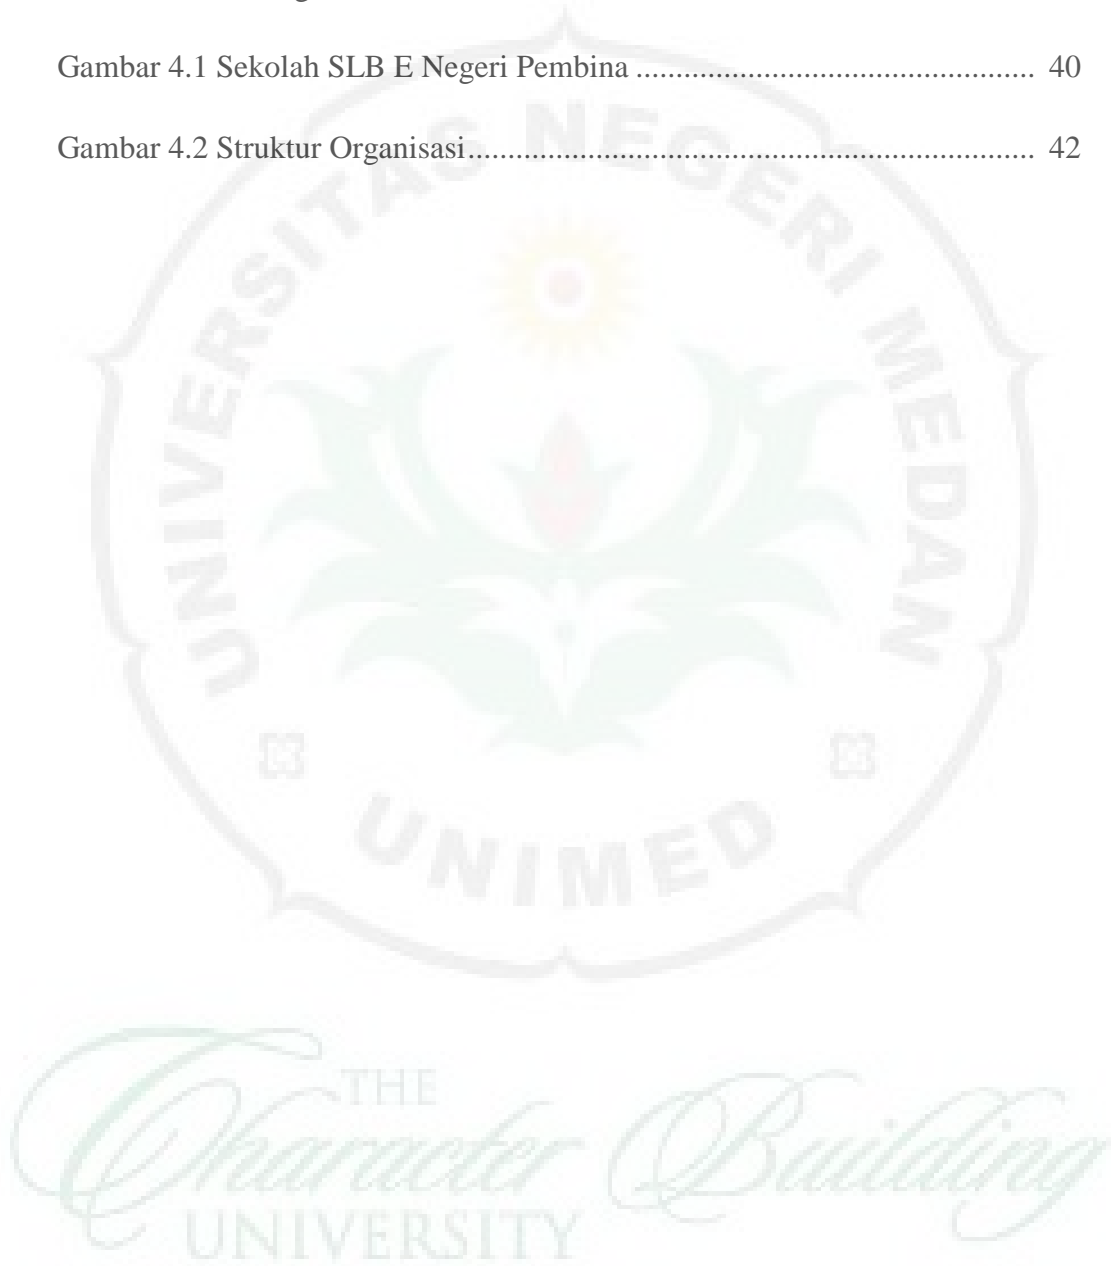 Gambar 4.1 Sekolah SLB E Negeri Pembina .................................................. 40
Gambar 4.2 Struktur Organisasi....................................................................... 42
UNIVERSITAS NEGERI MEDAN
UNIMED
THE
Character Building
UNIVERSITY